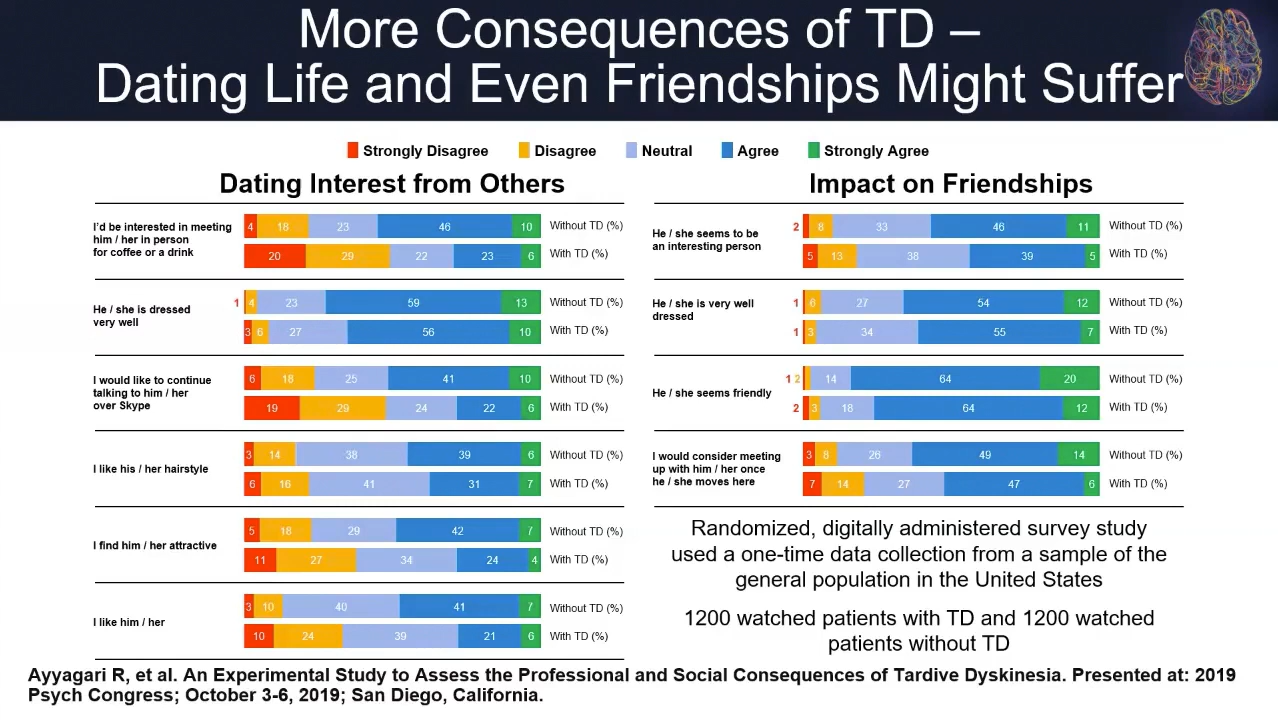 More Consequences of TD –
Dating Life and Even Friendships Might Suffer
Strongly Disagree Disagree Neutral Agree Strongly Agree
Dating Interest from Others
I'd be interested in meeting
him / her in person
for coffee or a drink
4 18 23 46 10 Without TD (%)
20 29 22 23 6 With TD (%)
He / she is dressed
very well
1 4 23 59 13 Without TD (%)
3 6 27 56 10 With TD (%)
I would like to continue
talking to him / her
over Skype
6 18 25 41 10 Without TD (%)
19 29 24 22 6 With TD (%)
I like his / her hairstyle
3 14 38 39 6 Without TD (%)
6 16 41 31 7 With TD (%)
I find him / her attractive
5 18 29 42 7 Without TD (%)
11 27 34 24 4 With TD (%)
I like him / her
3 10 40 41 7 Without TD (%)
10 24 39 21 6 With TD (%)
Impact on Friendships
He / she seems to be
an interesting person
2 8 33 46 11 Without TD (%)
5 13 38 39 5 With TD (%)
He / she is very well
dressed
1 6 27 54 12 Without TD (%)
1 3 34 55 7 With TD (%)
He / she seems friendly
1 2 14 64 20 Without TD (%)
2 3 18 64 12 With TD (%)
I would consider meeting
up with him / her once
he / she moves here
3 8 26 49 14 Without TD (%)
7 14 27 47 6 With TD (%)
Randomized, digitally administered survey study
used a one-time data collection from a sample of the
general population in the United States
1200 watched patients with TD and 1200 watched
patients without TD
Ayyagari R, et al. An Experimental Study to Assess the Professional and Social Consequences of Tardive Dyskinesia. Presented at: 2019
Psych Congress; October 3-6, 2019; San Diego, California.